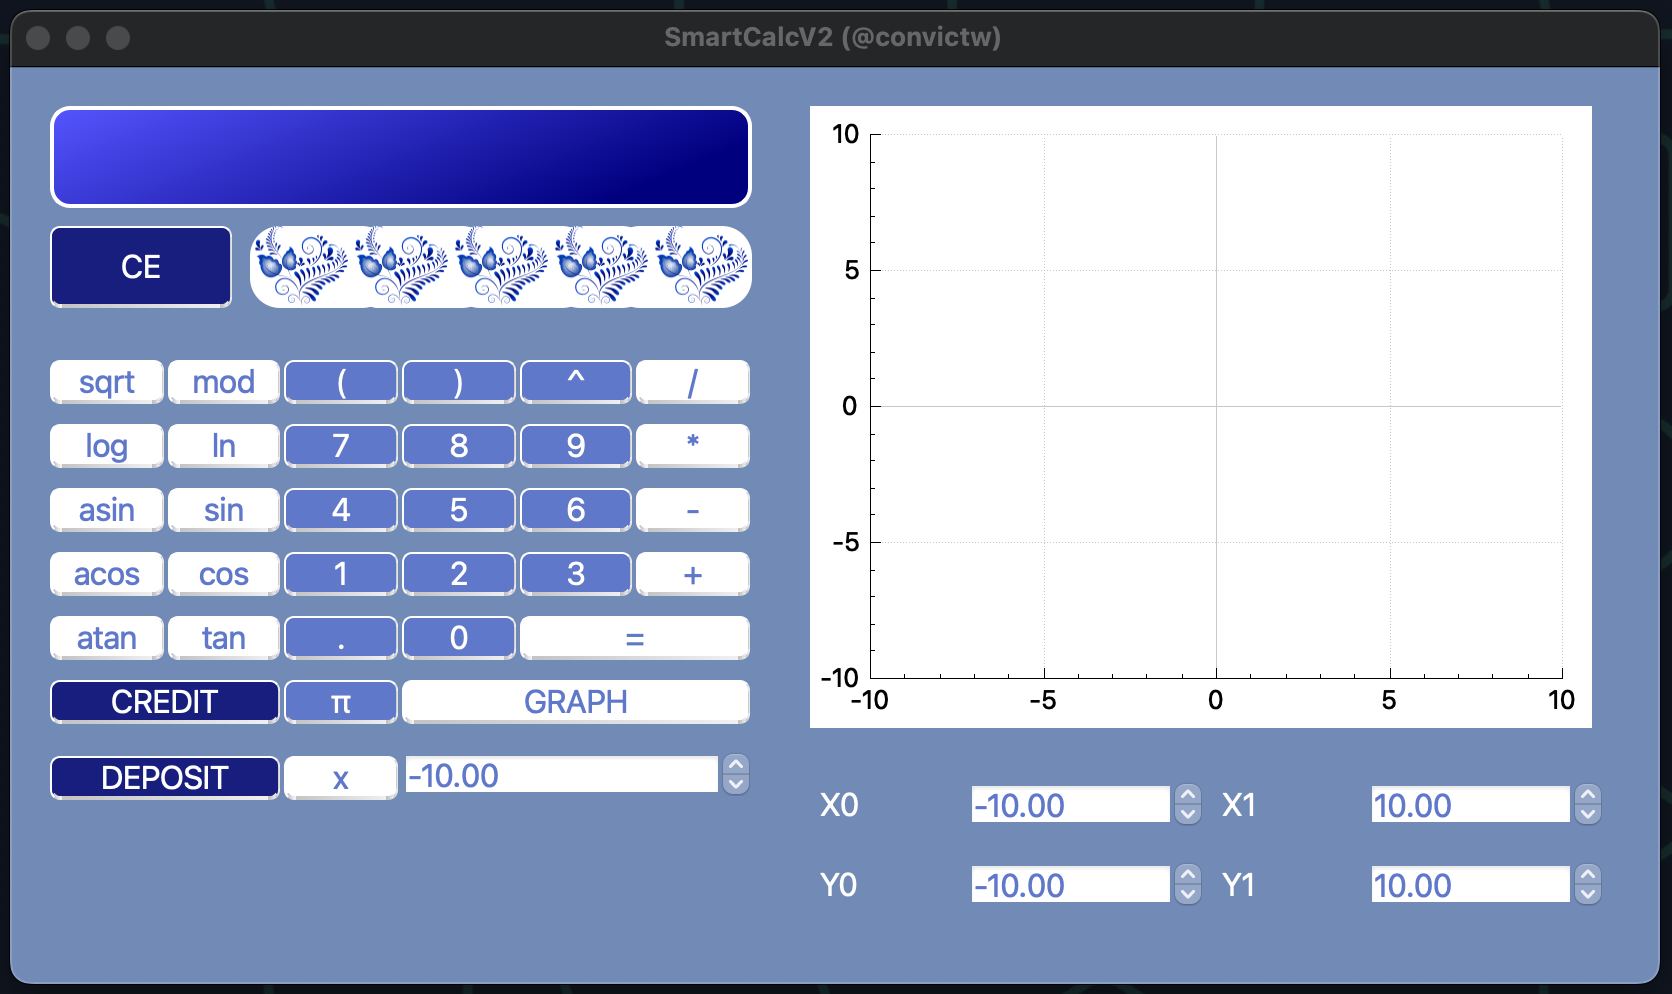 SmartCalcV2 (@convictw)
CE
sqrt mod ( ) ^ /
log ln 7 8 9 *
asin sin 4 5 6 -
acos cos 1 2 3 +
atan tan . 0 =
CREDIT π GRAPH
DEPOSIT x -10.00
10
5
0
-5
-10
-10 -5 0 5 10
X0 -10.00 X1 10.00
Y0 -10.00 Y1 10.00